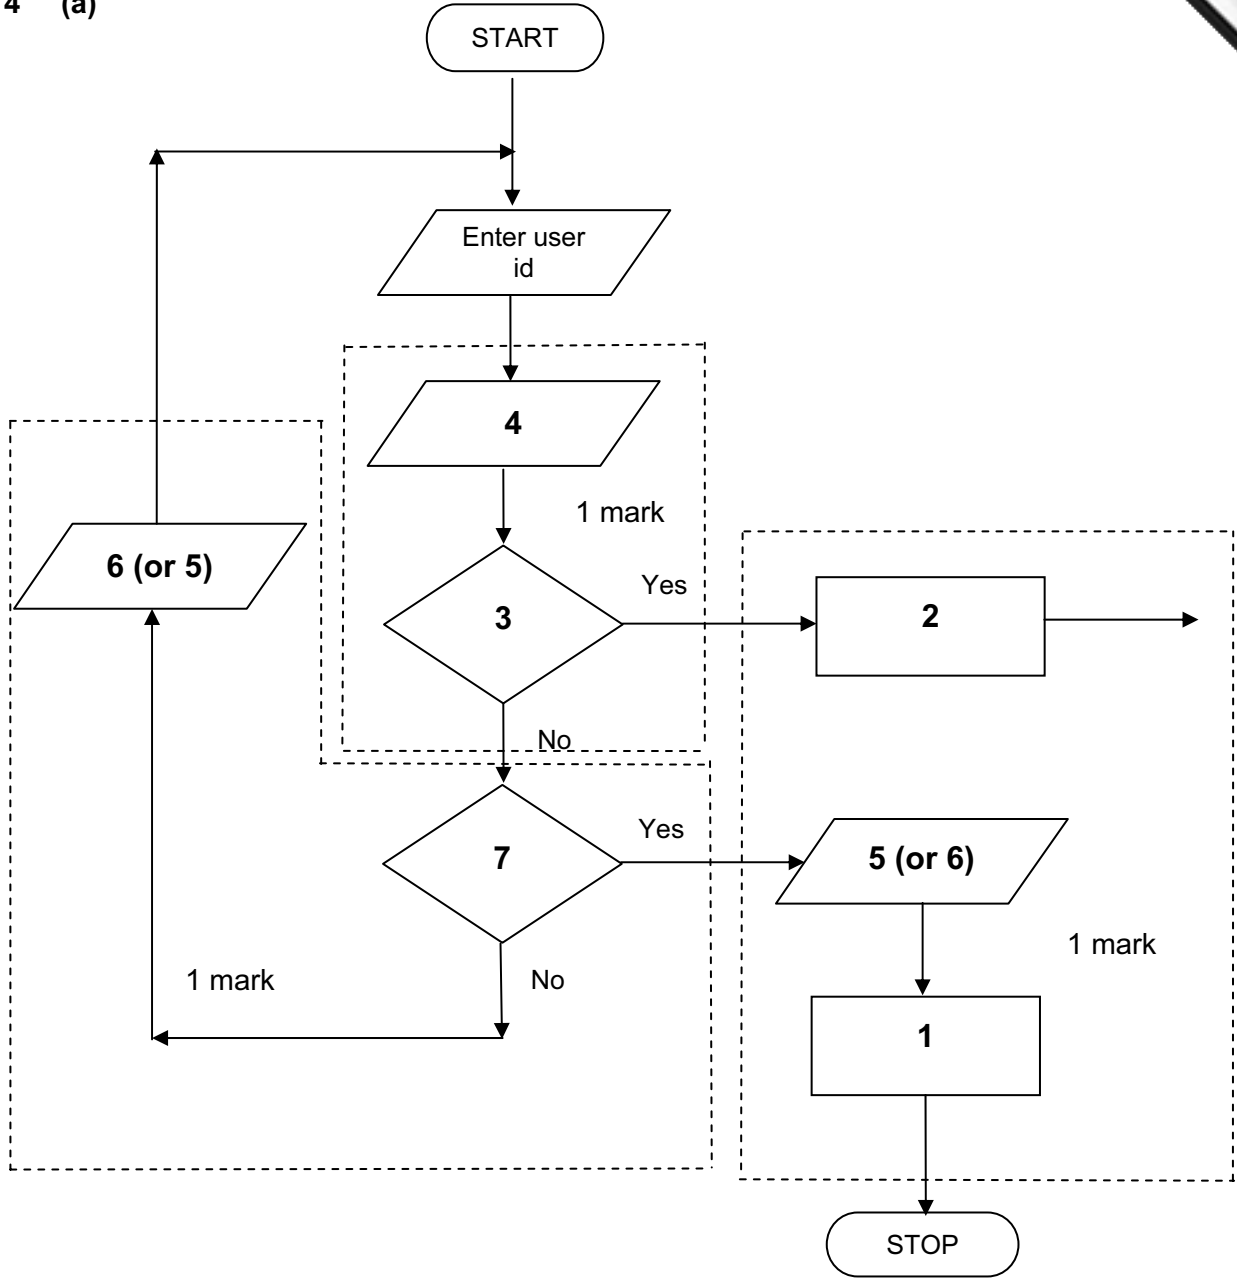 4 (a)
START
Enter user
id
4
1 mark
6 (or 5)
3
Yes
2
No
7
Yes
5 (or 6)
1 mark
1 mark
No
1
STOP